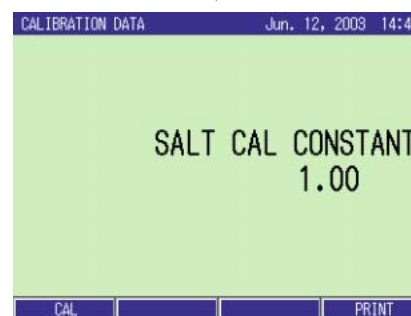 CALIBRATION DATA Jun. 12, 2003 14:4
SALT CAL CONSTANT
1.00
CAL PRINT